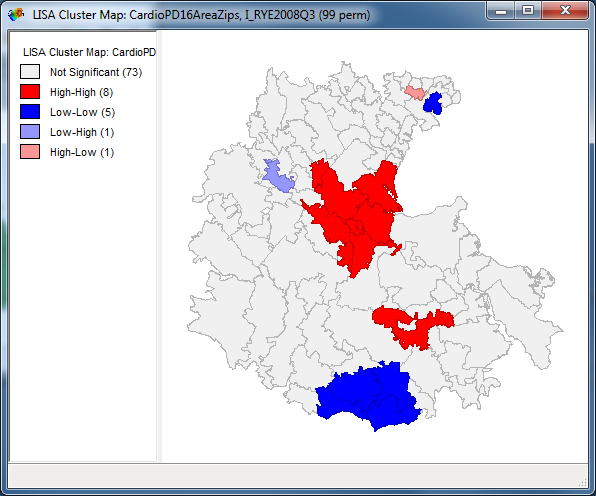 LISA Cluster Map: CardioPD16AreaZips, I_RYE2008Q3 (99 perm)
LISA Cluster Map: CardioPD
Not Significant (73)
High-High (8)
Low-Low (5)
Low-High (1)
High-Low (1)